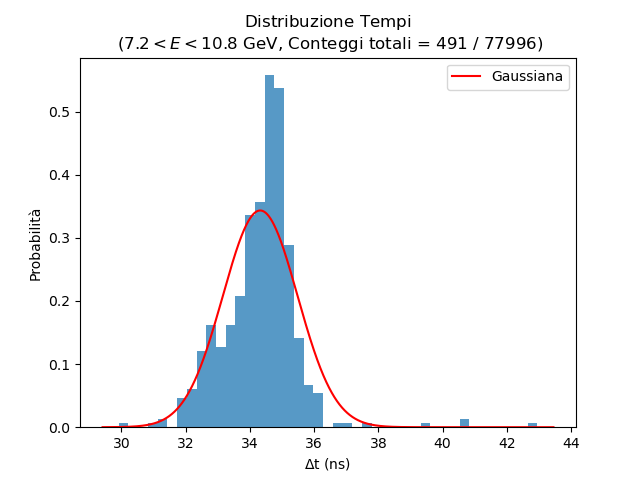 Distribuzione Tempi
(7.2 < E < 10.8 GeV, Conteggi totali = 491 / 77996)
Gaussiana
Probabilità
0.5
0.4
0.3
0.2
0.1
0.0
30 32 34 36 38 40 42 44
Δt (ns)